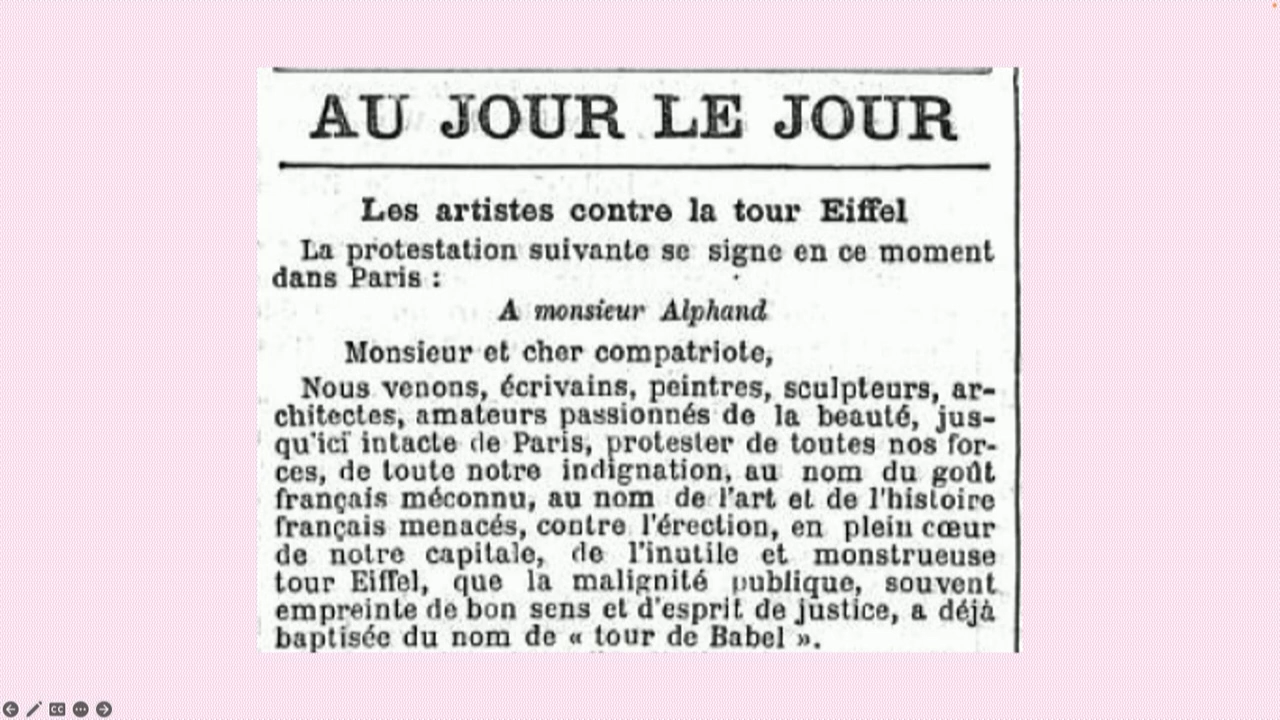 AU JOUR LE JOUR
Les artistes contre la tour Eiffel
La protestation suivante se signe en ce moment
dans Paris :
A monsieur Alphand
Monsieur et cher compatriote,
Nous venons, écrivains, peintres, sculpteurs, ar-
chitectes, amateurs passionnés de la beauté, jus-
qu'ici intacte de Paris, protester de toutes nos for-
ces, de toute notre indignation, au nom du goût
français méconnu, au nom de l'art et de l'histoire
français menacés, contre l'érection, en plein cœur
de notre capitale, de l'inutile et monstrueuse
tour Eiffel, que la malignité publique, souvent
empreinte de bon sens et d'esprit de justice, a déjà
baptisée du nom de « tour de Babel ».
CC